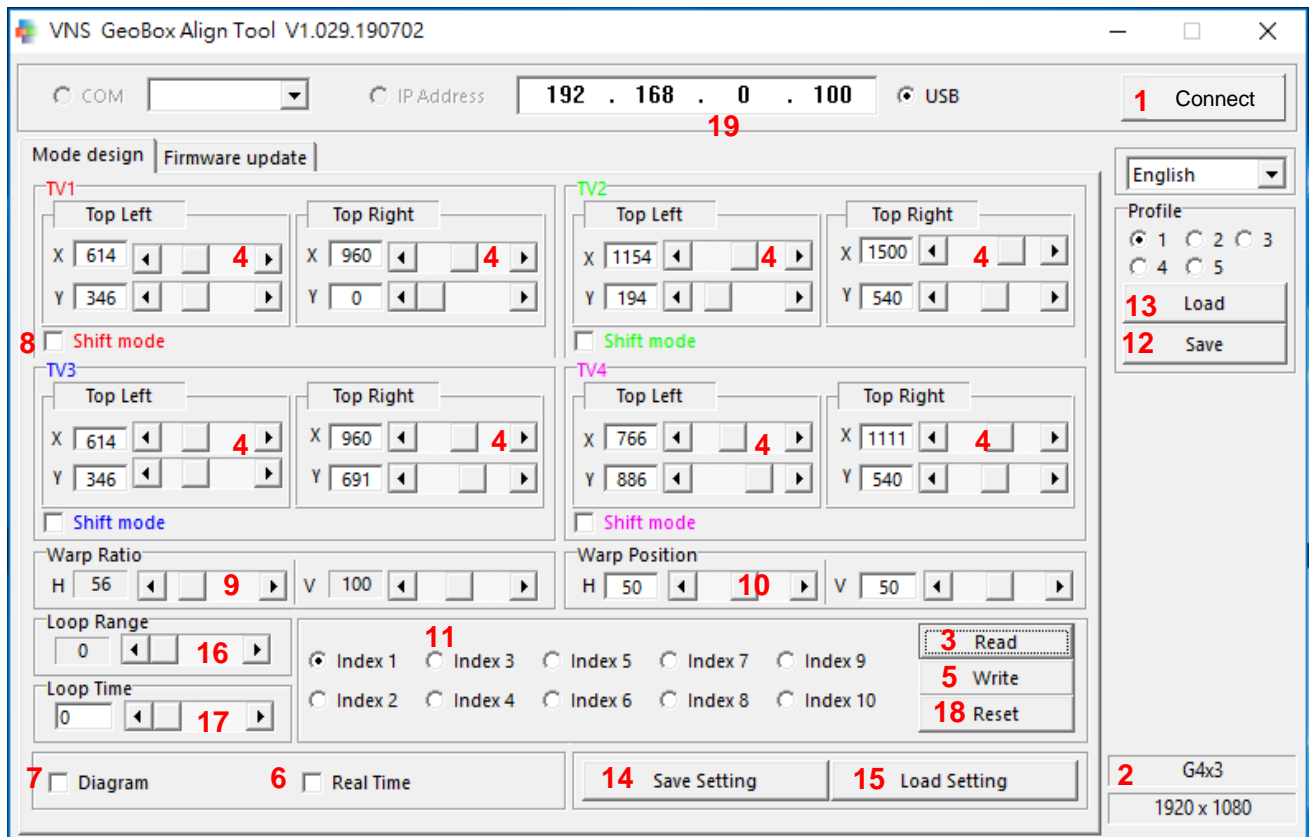 VNS GeoBox Align Tool V1.029.190702
COM IP Address 192 . 168 . 0 . 100 USB 1 Connect
19
Mode design Firmware update
English
TV1 TV2
Top Left Top Right Top Left Top Right
Profile
1 2 3
X 614 4 X 960 4 X 1154 4 X 1500 4
4 5
Y 346 Y 0 Y 194 Y 540
13 Load
8 Shift mode Shift mode
12 Save
TV3 TV4
Top Left Top Right Top Left Top Right
X 614 4 X 960 4 X 766 4 X 1111 4
Y 346 Y 691 Y 886 Y 540
Shift mode Shift mode
Warp Ratio Warp Position
H 56 9 V 100 H 50 10 V 50
Loop Range
0 16
11
Index 1 Index 3 Index 5 Index 7 Index 9
3 Read
5 Write
Loop Time
0 17
Index 2 Index 4 Index 6 Index 8 Index 10
18 Reset
7 Diagram 6 Real Time 14 Save Setting 15 Load Setting
2 G4x3
1920 x 1080